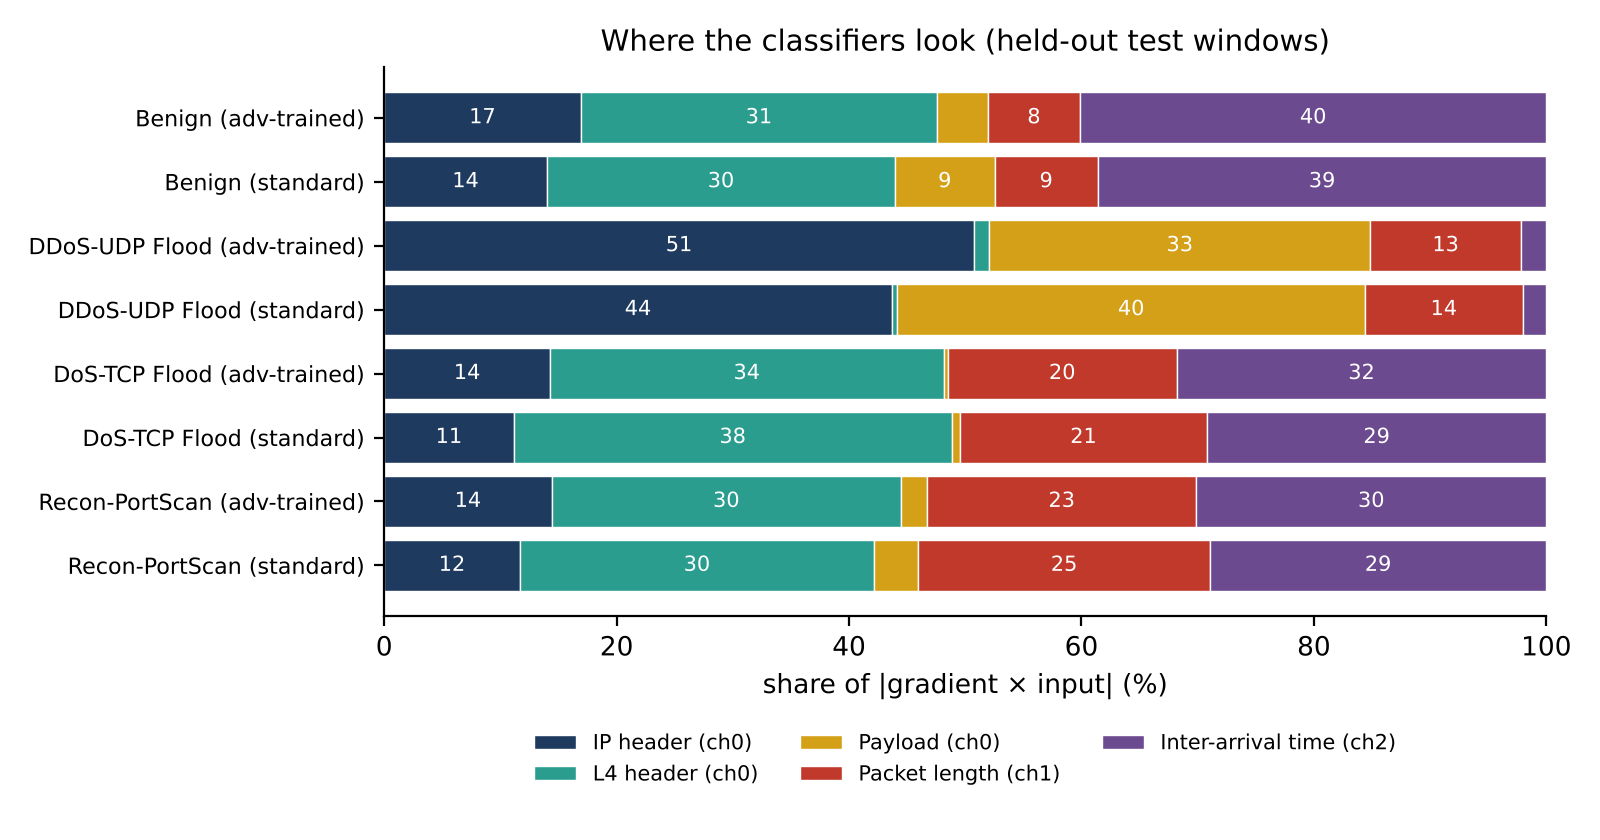 Where the classifiers look (held-out test windows)
Benign (adv-trained) 17 31 8 40
Benign (standard) 14 30 9 9 39
DDoS-UDP Flood (adv-trained) 51 33 13
DDoS-UDP Flood (standard) 44 40 14
DoS-TCP Flood (adv-trained) 14 34 20 32
DoS-TCP Flood (standard) 11 38 21 29
Recon-PortScan (adv-trained) 14 30 23 30
Recon-PortScan (standard) 12 30 25 29
0 20 40 60 80 100
share of |gradient × input| (%)
IP header (ch0) Payload (ch0) Inter-arrival time (ch2)
L4 header (ch0) Packet length (ch1)